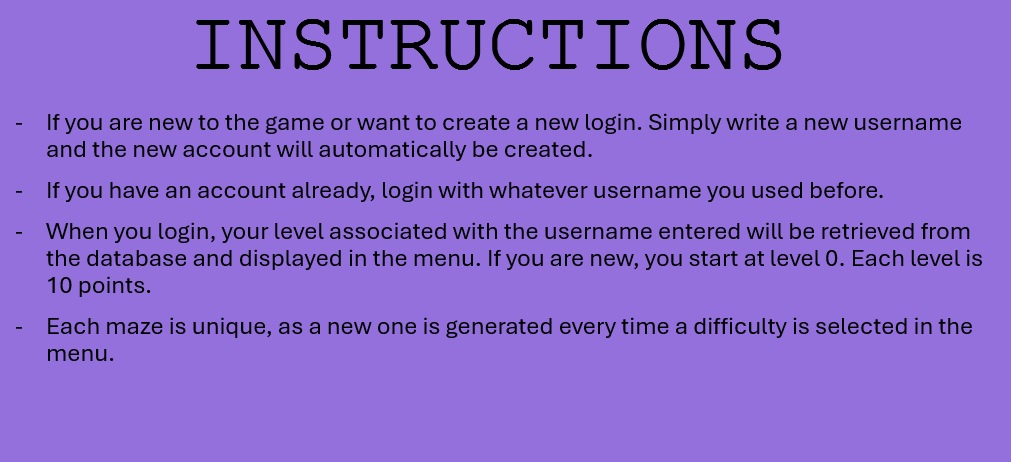 INSTRUCTIONS
- If you are new to the game or want to create a new login. Simply write a new username
and the new account will automatically be created.
- If you have an account already, login with whatever username you used before.
- When you login, your level associated with the username entered will be retrieved from
the database and displayed in the menu. If you are new, you start at level 0. Each level is
10 points.
- Each maze is unique, as a new one is generated every time a difficulty is selected in the
menu.